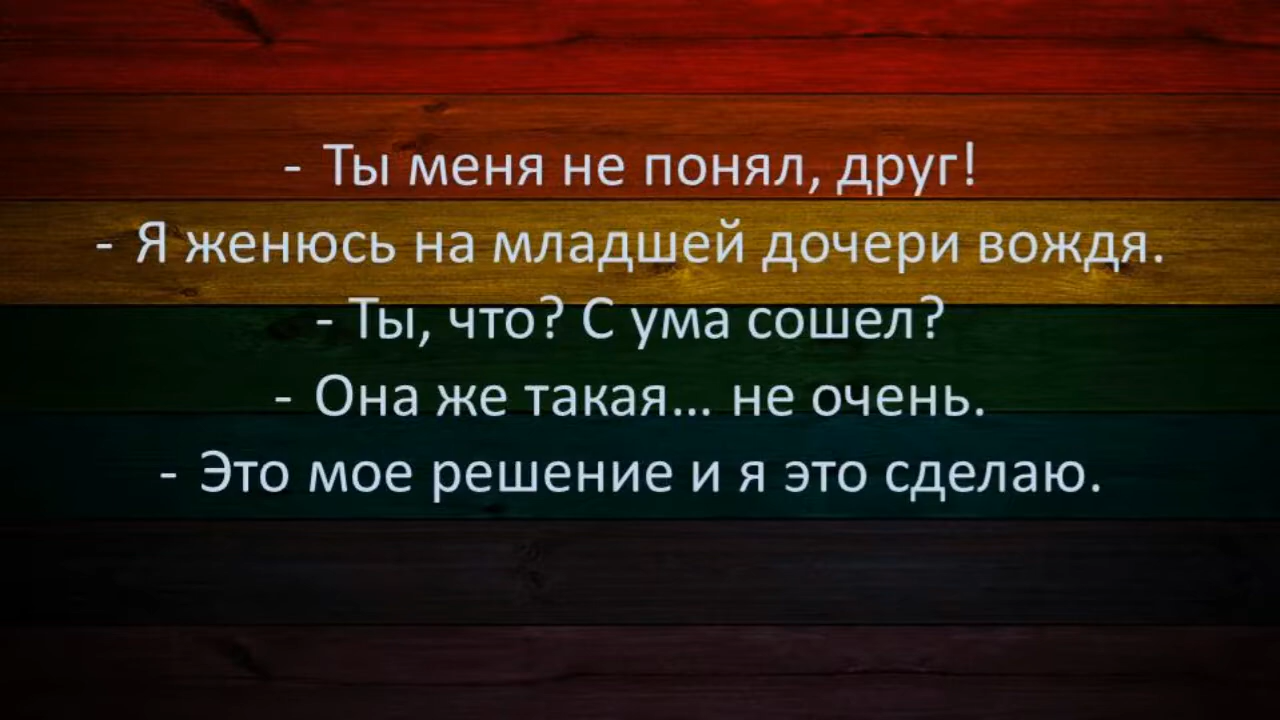 - Ты меня не понял, друг!
- Я женюсь на младшей дочери вождя.
- Ты, что? С ума сошел?
- Она же такая... не очень.
- Это мое решение и я это сделаю.